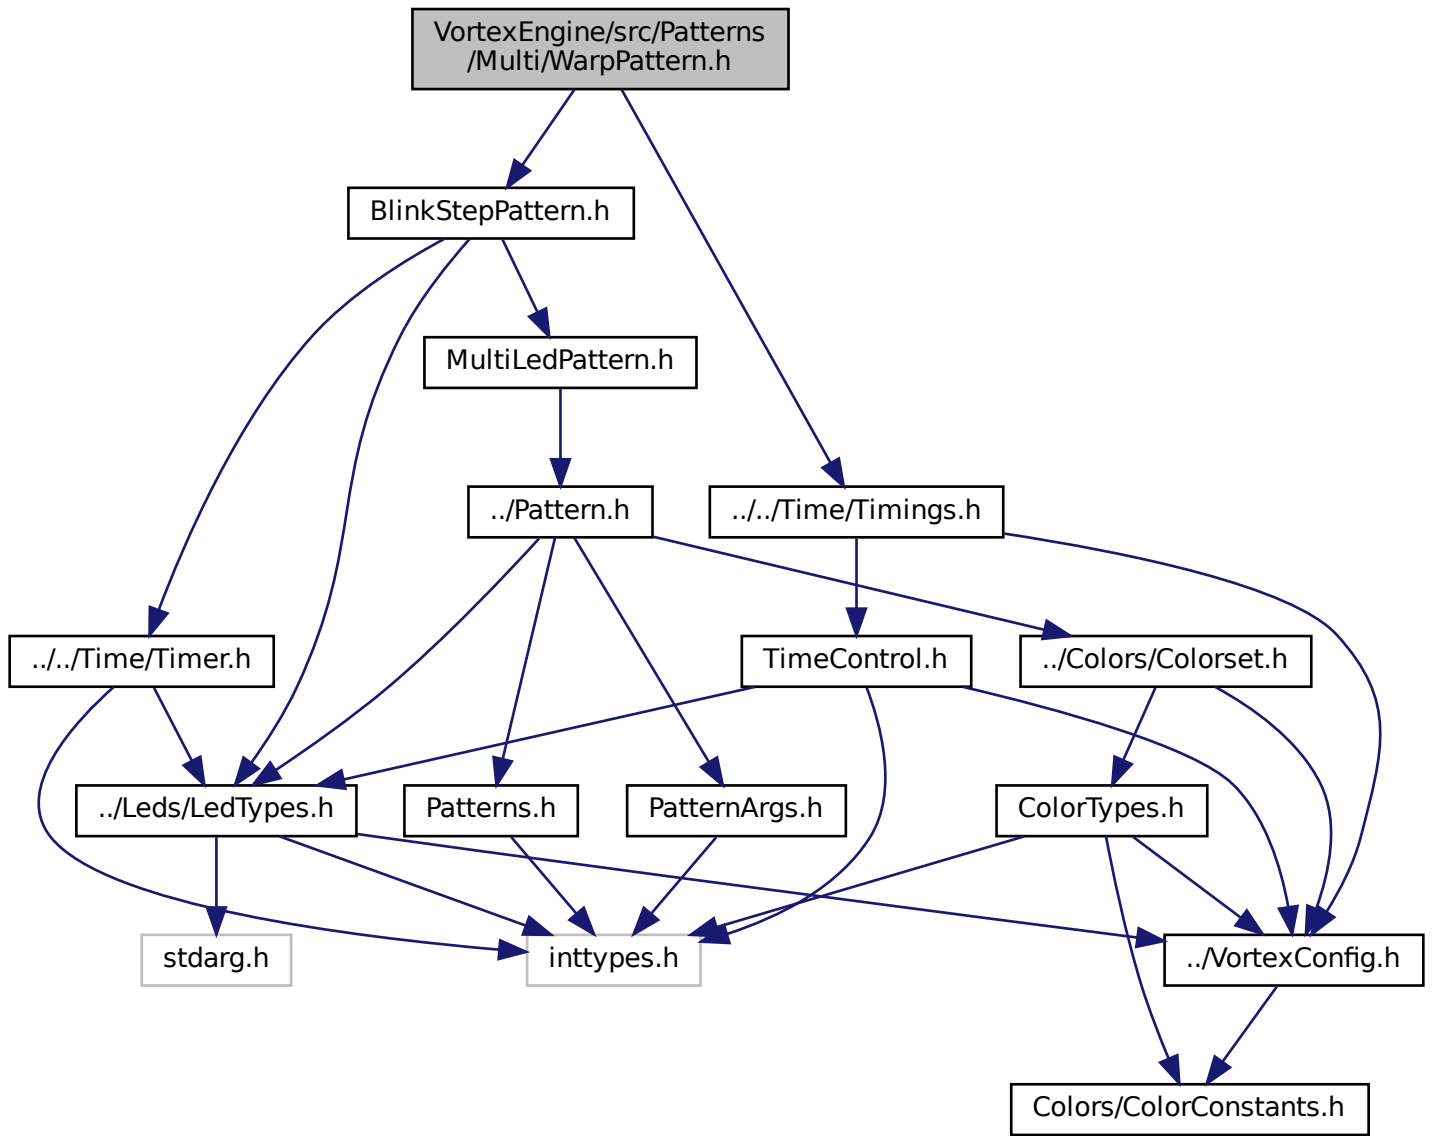 VortexEngine/src/Patterns
/Multi/WarpPattern.h
BlinkStepPattern.h
MultiLedPattern.h
../Pattern.h
../../Time/Timings.h
../../Time/Timer.h
TimeControl.h
../Colors/Colorset.h
../Leds/LedTypes.h
Patterns.h
PatternArgs.h
ColorTypes.h
stdarg.h
inttypes.h
../VortexConfig.h
Colors/ColorConstants.h